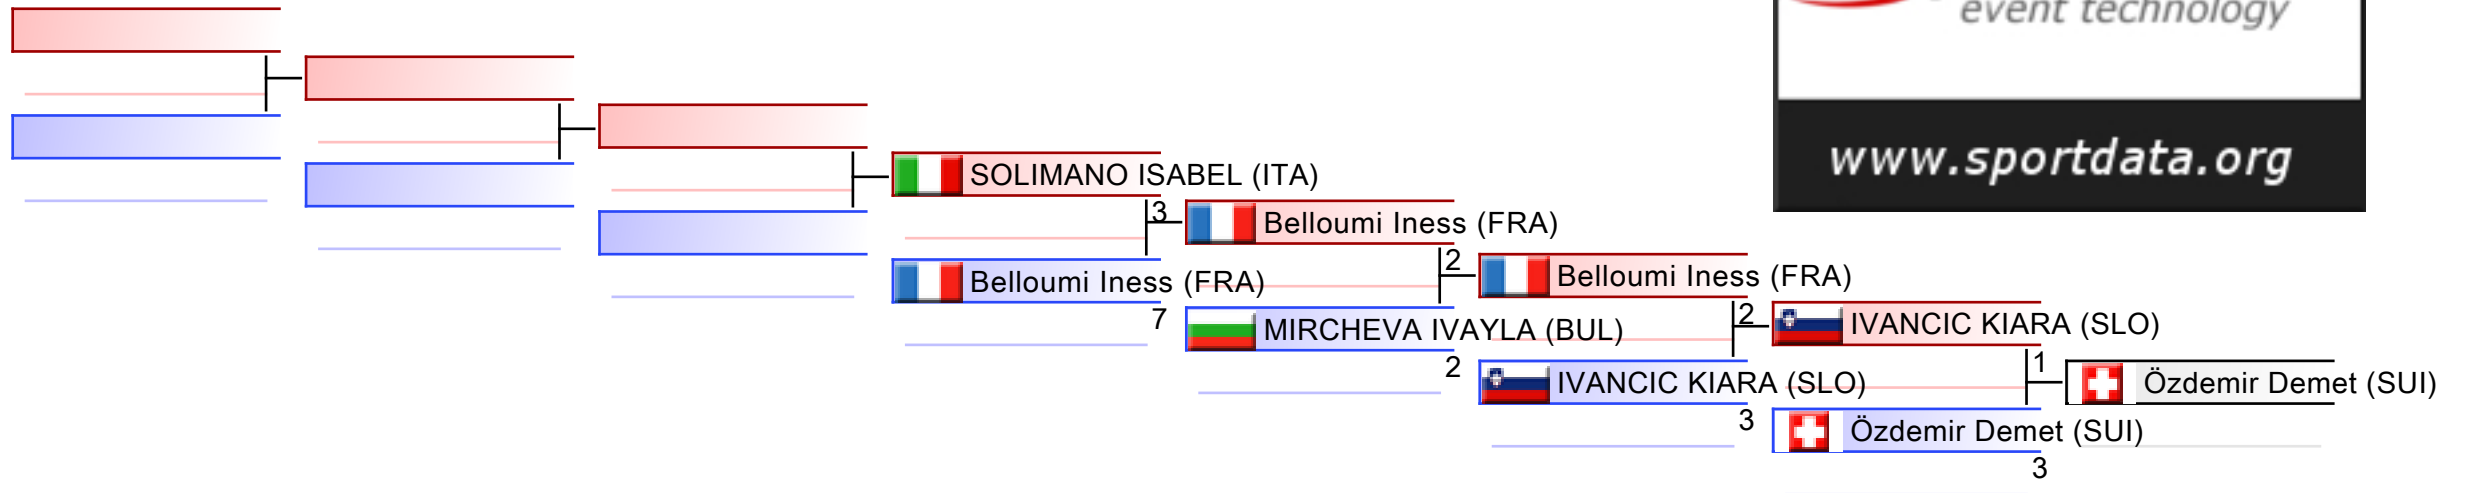 event technology
www.sportdata.org
SOLIMANO ISABEL (ITA)
3
Belloumi Iness (FRA)
Belloumi Iness (FRA)
7
2
MIRCHEVA IVAYLA (BUL)
2
Belloumi Iness (FRA)
2
IVANCIC KIARA (SLO)
3
IVANCIC KIARA (SLO)
1
Özdemir Demet (SUI)
3
Özdemir Demet (SUI)